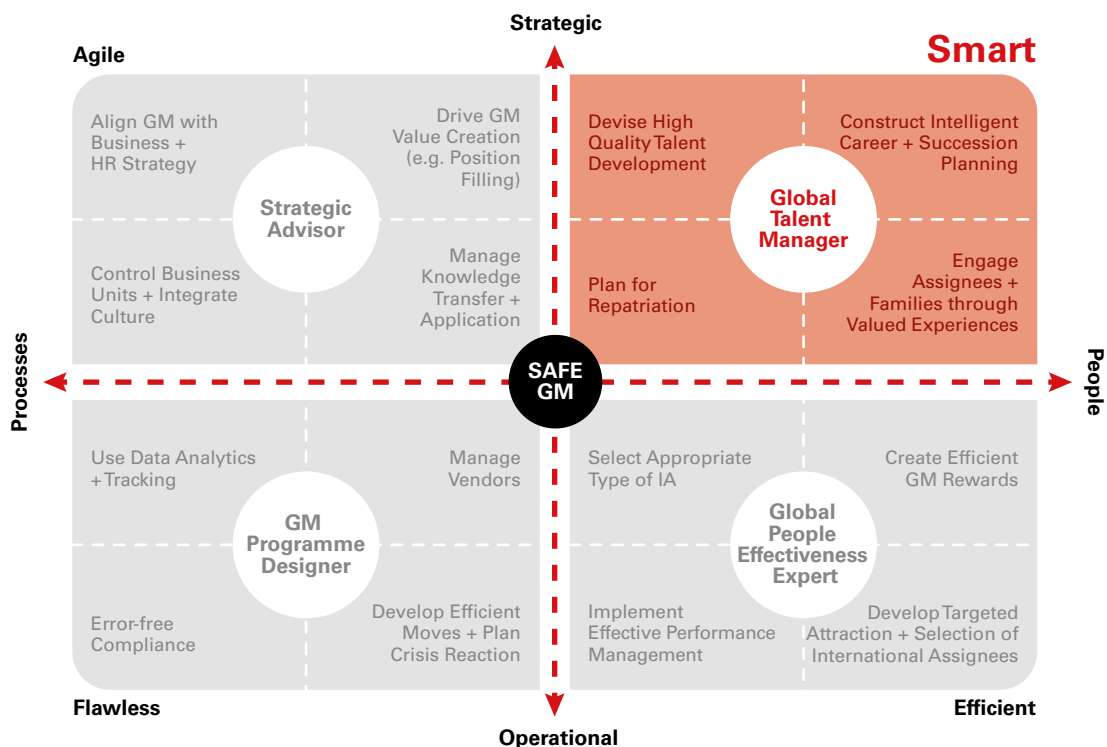 Strategic
Agile
Smart
Align GM with
Business +
HR Strategy
Drive GM
Value Creation
(e.g. Position
Filling)
Strategic
Advisor
Control Business
Units + Integrate
Culture
Manage
Knowledge
Transfer +
Application
Devise High
Quality Talent
Development
Construct Intelligent
Career + Succession
Planning
Global
Talent
Manager
Plan for
Repatriation
Engage
Assignees +
Families through
Valued Experiences
Processes
SAFE
GM
People
Use Data Analytics
+ Tracking
Manage
Vendors
GM
Programme
Designer
Error-free
Compliance
Develop Efficient
Moves + Plan
Crisis Reaction
Select Appropriate
Type of IA
Create Efficient
GM Rewards
Global
People
Effectiveness
Expert
Implement
Effective Performance
Management
Develop Targeted
Attraction + Selection of
International Assignees
Flawless
Efficient
Operational